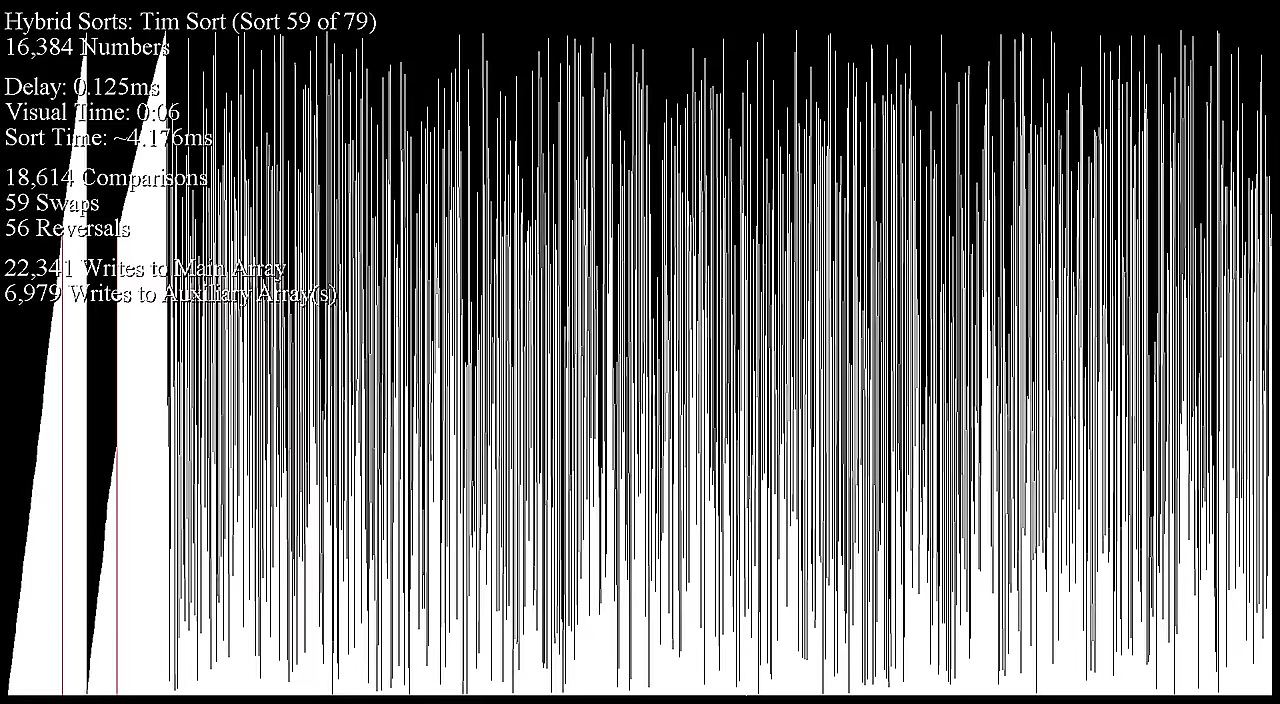 Hybrid Sorts: Tim Sort (Sort 59 of 79)
16,384 Numbers
Delay: 0.125ms
Visual Time: 0:06
Sort Time: ~4.176ms
18,614 Comparisons
59 Swaps
56 Reversals
22,341 Writes to Main Array
6,979 Writes to Auxiliary Array(s)